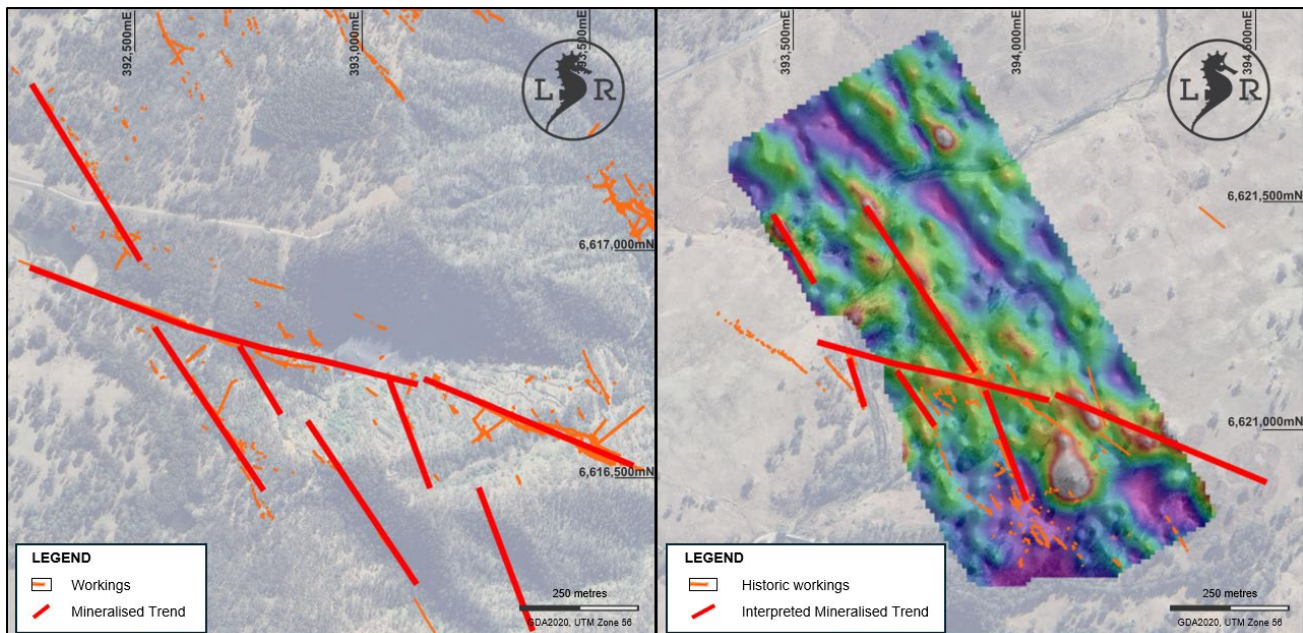 392,500mE
393,000mE
393,500mE
L R
6,617,000mN
6,616,500mN
LEGEND
Workings
Mineralised Trend
250 metres
GDA2020, UTM Zone 56
393,500mE
394,000mE
394,500mE
L R
6,621,500mN
6,621,000mN
LEGEND
Historic workings
Interpreted Mineralised Trend
250 metres
GDA2020, UTM Zone 56